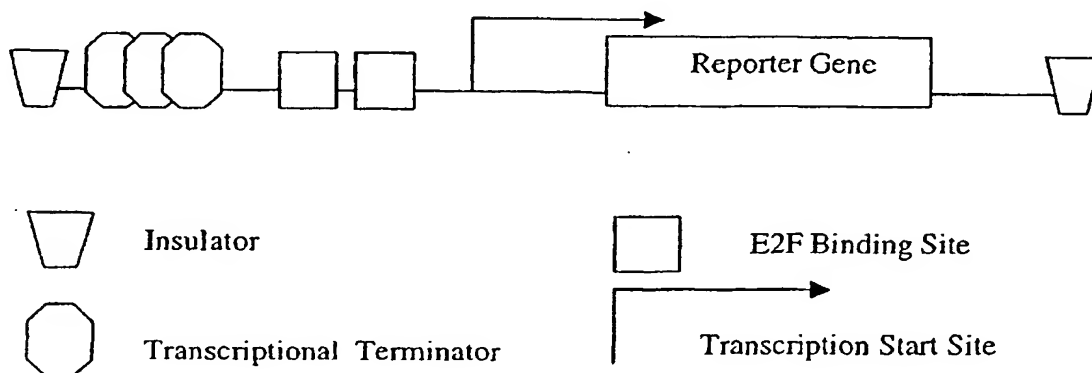 Reporter Gene
Insulator
E2F Binding Site
Transcriptional Terminator
Transcription Start Site